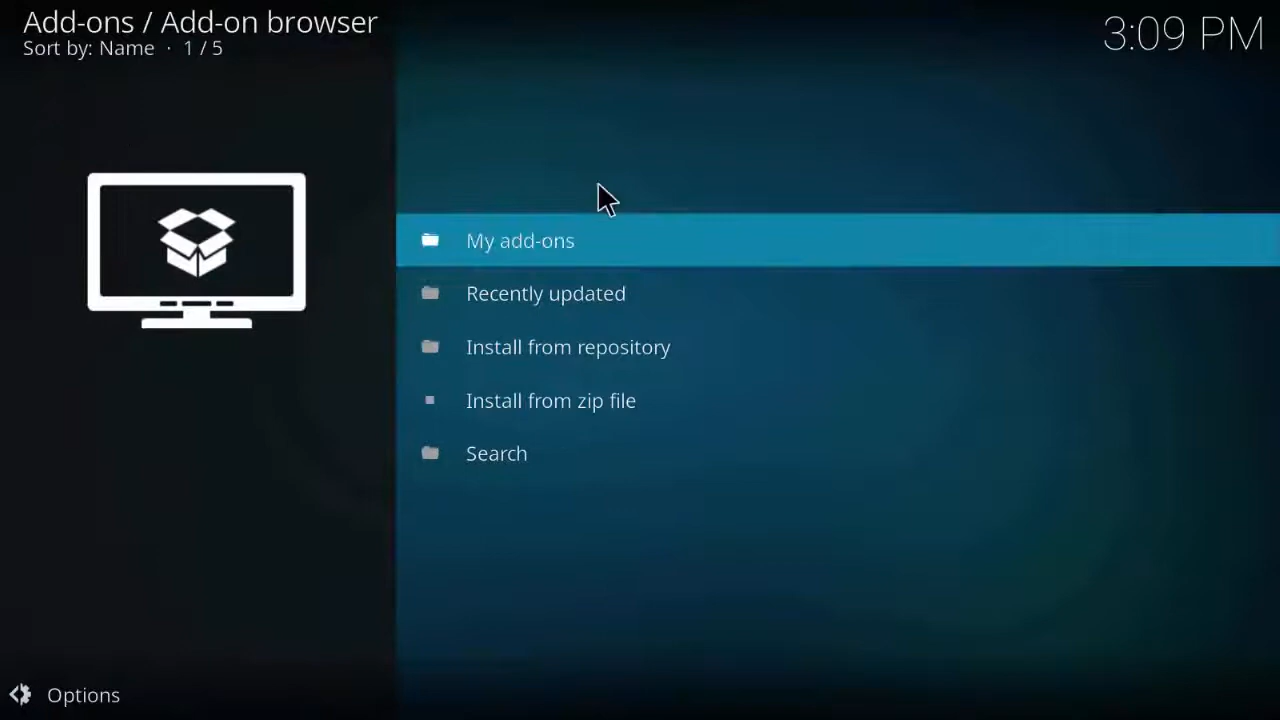 Add-ons / Add-on browser
Sort by: Name · 1 / 5
3:09 PM
My add-ons
Recently updated
Install from repository
Install from zip file
Search
Options